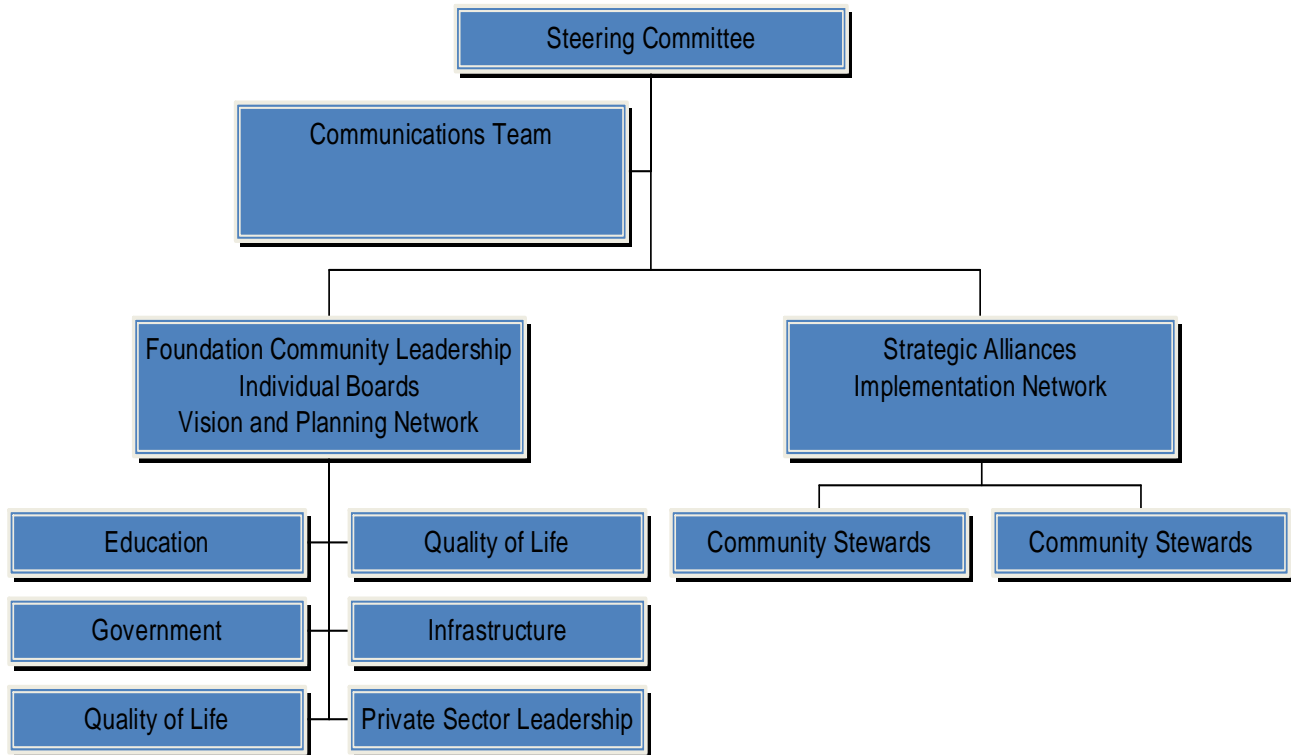 Steering Committee
Communications Team
Foundation Community Leadership
Individual Boards
Vision and Planning Network
Strategic Alliances
Implementation Network
Education
Quality of Life
Community Stewards
Community Stewards
Government
Infrastructure
Quality of Life
Private Sector Leadership